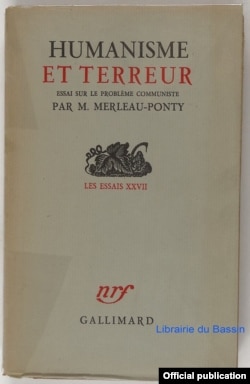 HUMANISME
ET TERREUR
ESSAI SUR LE PROBLÈME COMMUNISTE
PAR M. MERLEAU-PONTY
LES ESSAIS XXVII
nrf
GALLIMARD
Librairie du Bassin
Official publication